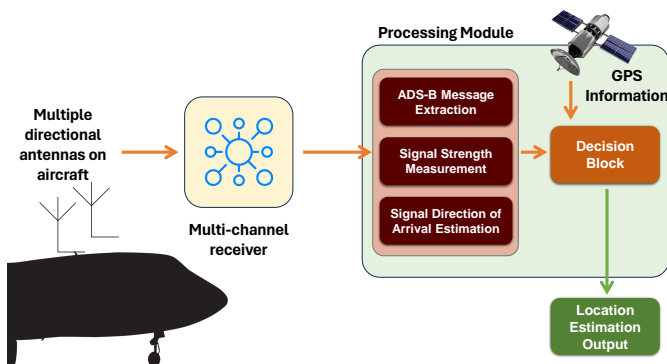 Processing Module
GPS
Information
ADS-B Message
Extraction
Multiple
directional
antennas on
aircraft
Signal Strength
Measurement
Decision
Block
Signal Direction of
Arrival Estimation
Multi-channel
receiver
Location
Estimation
Output